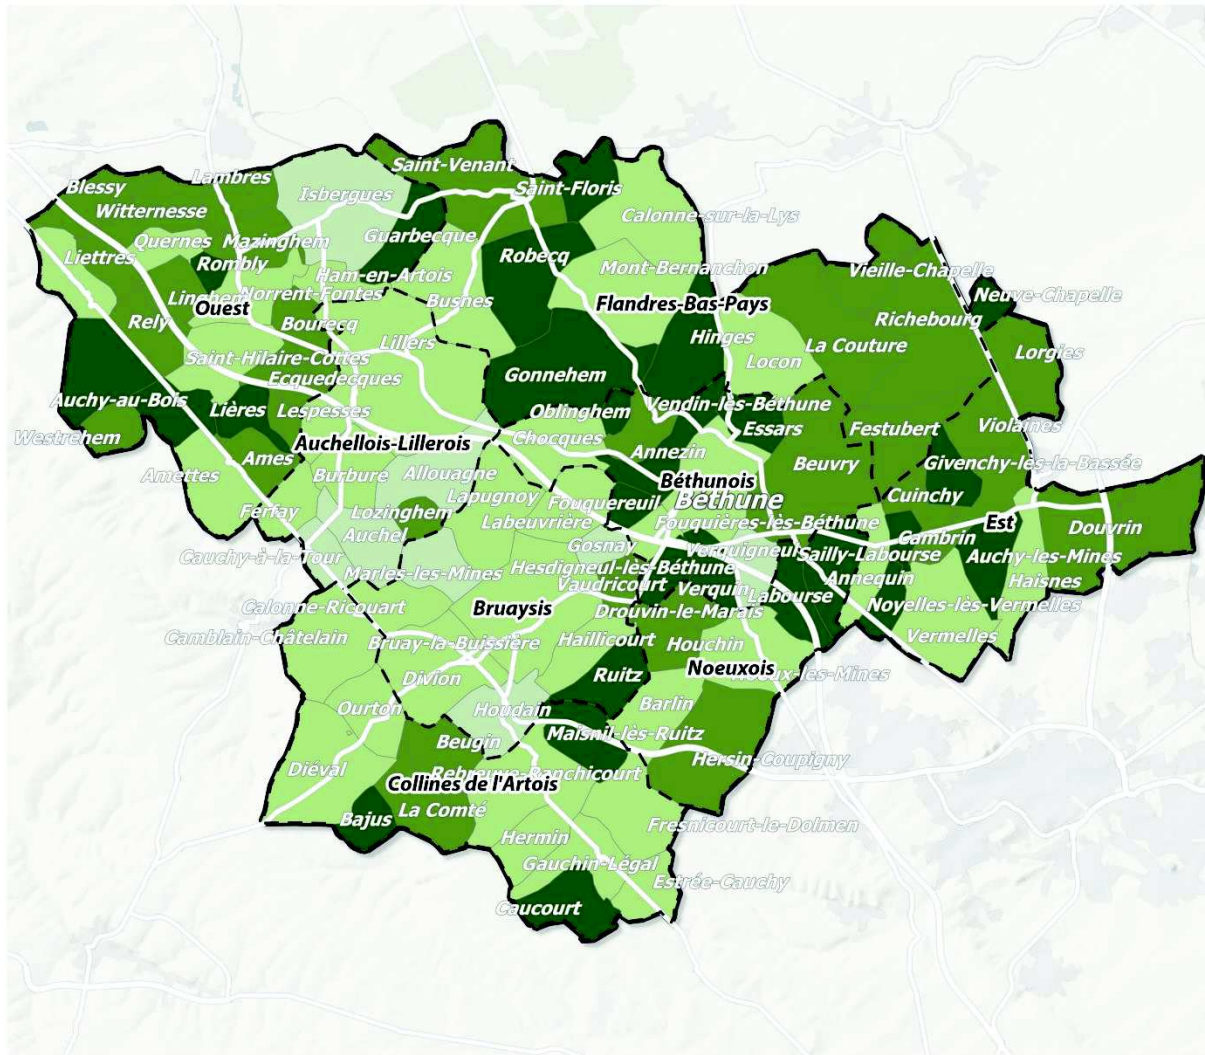 Saint-Venant
Lambres
Blessy
Isbergues
Saint-Floris
Witternesse
Calonne-sur-la-Lys
Guarbecque
Quernes
Mazinghem
Robecq
Liettres
Rombly
Ham-en-Artois
Mont-Bernanchon
Vieille-Chapelle
Linghem
Norrent-Fontes
Neuve-Chapelle
Busnes
Ouest
Flandres-Bas-Pays
Richebourg
Rely
Bourecq
Lillers
Hinges
La Couture
Lorgies
Saint-Hilaire-Cottes
Locon
Ecquedecques
Gonnehem
Auchy-au-Bois
Lières
Lespesses
Oblinghem
Vendin-lès-Béthune
Westrehem
Essars
Festubert
Violaines
Auchellois-Lillerois
Chocques
Annezin
Ames
Beuvry
Givenchy-lès-la-Bassée
Amettes
Burbure
Allouagne
Béthunois
Lapugnoy
Fouquereuil
Béthune
Cuinchy
Ferfay
Lozinghem
Labeuvrière
Fouquières-lès-Béthune
Est
Douvrin
Auchel
Gosnay
Cambrin
Cauchy-à-la-Tour
Verquigneul
Sailly-Labourse
Auchy-les-Mines
Marles-les-Mines
Hesdigneul-lès-Béthune
Annequin
Haisnes
Vaudricourt
Verquin
Labourse
Calonne-Ricouart
Bruaysis
Drouvin-le-Marais
Noyelles-lès-Vermelles
Camblain-Châtelain
Bruay-la-Buissière
Haillicourt
Houchin
Vermelles
Ruitz
Noeuxois
Noeux-les-Mines
Divion
Ourton
Houdain
Barlin
Beugin
Maisnil-lès-Ruitz
Diéval
Rebreuve-Ranchicourt
Hersin-Coupigny
Collines de l'Artois
La Comté
Bajus
Hermin
Fresnicourt-le-Dolmen
Gauchin-Légal
Estrée-Cauchy
Caucourt